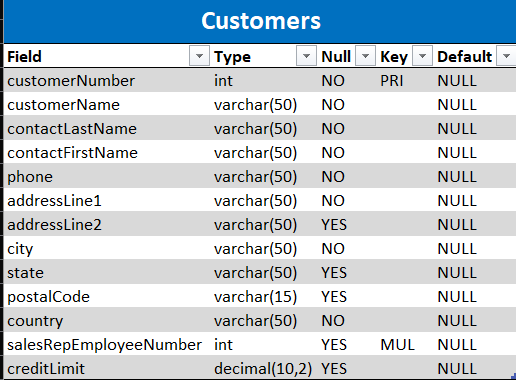 Customers
Field Type Null Key Default
customerNumber int NO PRI NULL
customerName varchar(50) NO NULL
contactLastName varchar(50) NO NULL
contactFirstName varchar(50) NO NULL
phone varchar(50) NO NULL
addressLine1 varchar(50) NO NULL
addressLine2 varchar(50) YES NULL
city varchar(50) NO NULL
state varchar(50) YES NULL
postalCode varchar(15) YES NULL
country varchar(50) NO NULL
salesRepEmployeeNumber int YES MUL NULL
creditLimit decimal(10,2) YES NULL